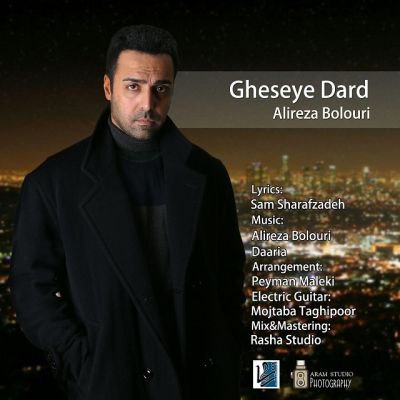 Gheseye Dard
Alireza Bolouri
Lyrics:
Sam Sharafzadeh
Music:
Alireza Bolouri
Daaria
Arrangement:
Peyman Maleki
Electric Guitar:
Mojtaba Taghipoor
Mix&Mastering:
Rasha Studio
ARAM STUDIO
PHOTOGRAPHY